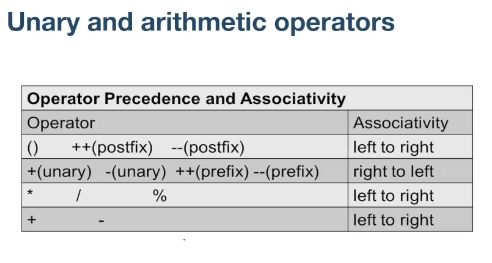 Unary and arithmetic operators
Operator Precedence and Associativity
Operator Associativity
() ++(postfix) --(postfix) left to right
+(unary) -(unary) ++(prefix) --(prefix) right to left
* / % left to right
+ - left to right